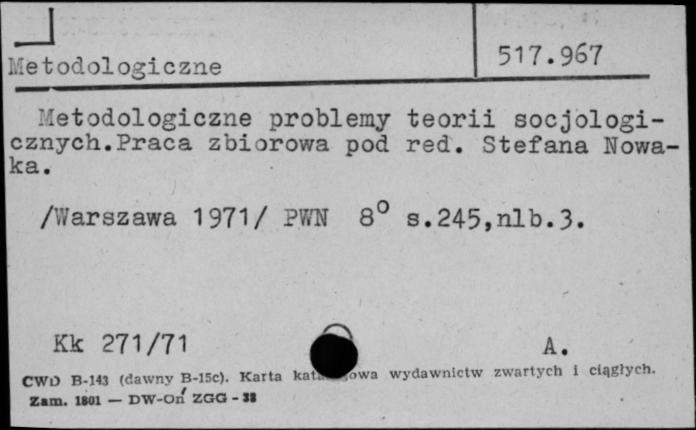 517.967
Metodologiczne
Metodologiczne problemy teorii socjologi-
cznych.Praca zbiorowa pod red. Stefana Nowa-
ka.
/Warszawa 1971/ PWN 8° s.245,nlb.3.
Kk 271/71 A.
CWD B-143 (dawny B-15c). Karta wydawnictw zwartych i ciągłych.
Zam. 1801 — DW-Oń ZGG - 38